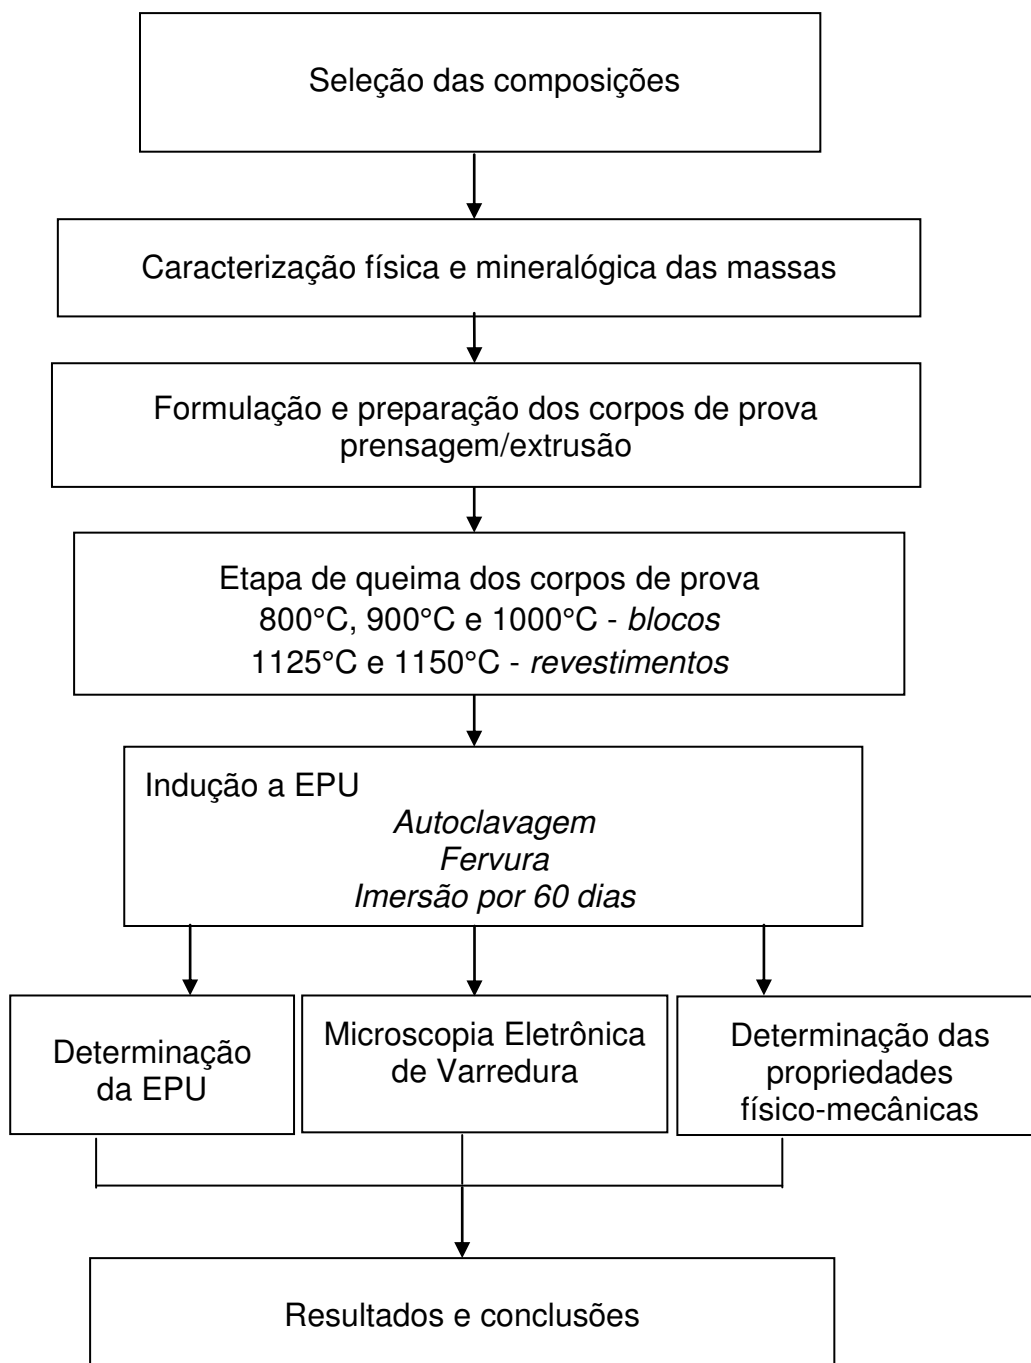 Seleção das composições
Caracterização física e mineralógica das massas
Formulação e preparação dos corpos de prova
prensagem/extrusão
Etapa de queima dos corpos de prova
800°C, 900°C e 1000°C - blocos
1125°C e 1150°C - revestimentos
Indução a EPU
Autoclavagem
Fervura
Imersão por 60 dias
Determinação
da EPU
Microscopia Eletrônica
de Varredura
Determinação das
propriedades
físico-mecânicas
Resultados e conclusões